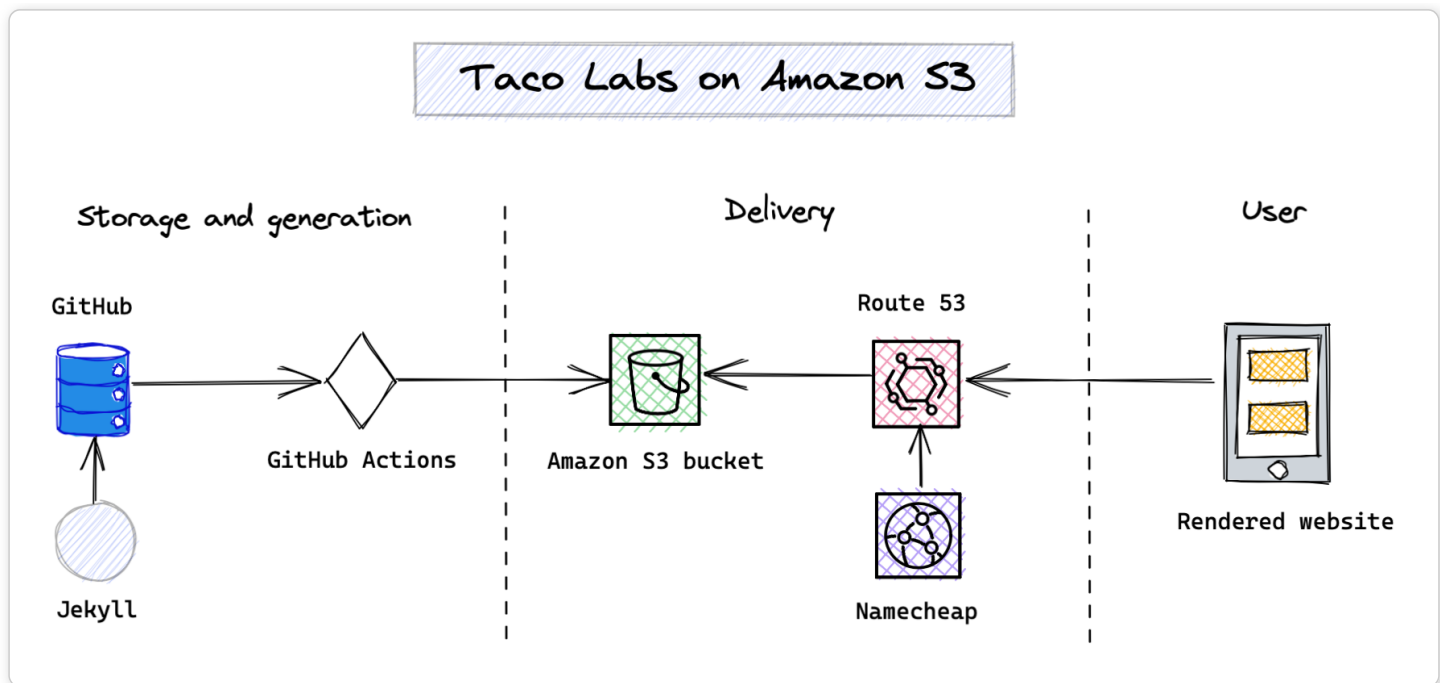 Taco Labs on Amazon S3
Storage and generation
Delivery
User
GitHub
Route 53
GitHub Actions
Amazon S3 bucket
Rendered website
Jekyll
Namecheap